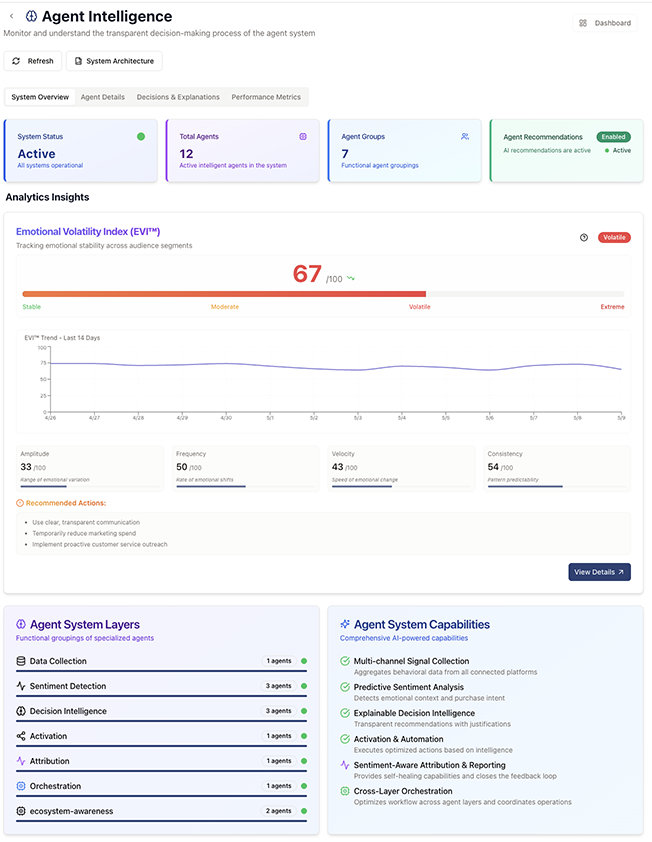 Agent Intelligence
Dashboard
Monitor and understand the transparent decision-making process of the agent system
Refresh
System Architecture
System Overview
Agent Details
Decisions & Explanations
Performance Metrics
System Status
Active
All systems operational
Total Agents
12
Active intelligent agents in the system
Agent Groups
7
Functional agent groupings
Agent Recommendations
Enabled
AI recommendations are active
Active
Analytics Insights
Emotional Volatility Index (EVI™)
Volatile
Tracking emotional stability across audience segments
67 /100
Stable
Moderate
Volatile
Extreme
EVI™ Trend - Last 14 Days
100
75
50
25
0
4/26 4/27 4/28 4/29 4/30 5/1 5/2 5/3 5/4 5/5 5/6 5/7 5/8 5/9
Amplitude
33 /100
Range of emotional variation
Frequency
50 /100
Rate of emotional shifts
Velocity
43 /100
Speed of emotional change
Consistency
54 /100
Pattern predictability
Recommended Actions:
• Use clear, transparent communication
• Temporarily reduce marketing spend
• Implement proactive customer service outreach
View Details
Agent System Layers
Functional groupings of specialized agents
Data Collection
1 agents
Sentiment Detection
3 agents
Decision Intelligence
3 agents
Activation
1 agents
Attribution
1 agents
Orchestration
1 agents
ecosystem-awareness
2 agents
Agent System Capabilities
Comprehensive AI-powered capabilities
Multi-channel Signal Collection
Aggregates behavioral data from all connected platforms
Predictive Sentiment Analysis
Detects emotional context and purchase intent
Explainable Decision Intelligence
Transparent recommendations with justifications
Activation & Automation
Executes optimized actions based on intelligence
Sentiment-Aware Attribution & Reporting
Provides self-healing capabilities and closes the feedback loop
Cross-Layer Orchestration
Optimizes workflow across agent layers and coordinates operations